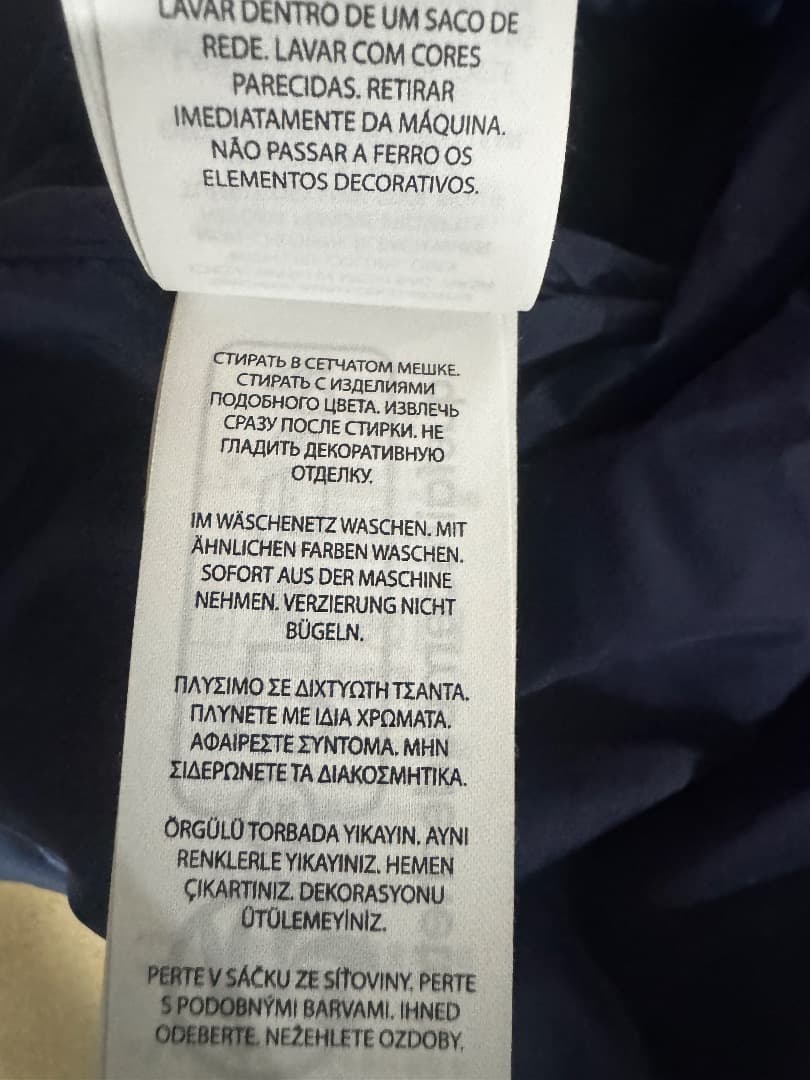 LAVAR DENTRO DE UM SACO DE
REDE. LAVAR COM CORES
PARECIDAS. RETIRAR
IMEDIATAMENTE DA MÁQUINA.
NÃO PASSAR A FERRO OS
ELEMENTOS DECORATIVOS.
СТИРАТЬ В СЕТЧАТОМ МЕШКЕ.
СТИРАТЬ С ИЗДЕЛИЯМИ
ПОДОБНОГО ЦВЕТА. ИЗВЛЕЧЬ
СРАЗУ ПОСЛЕ СТИРКИ. НЕ
ГЛАДИТЬ ДЕКОРАТИВНУЮ
ОТДЕЛКУ.
IM WÄSCHENETZ WASCHEN. MIT
ÄHNLICHEN FARBEN WASCHEN.
SOFORT AUS DER MASCHINE
NEHMEN. VERZIERUNG NICHT
BÜGELN.
ΠΛΥΣΙΜΟ ΣΕ ΔΙΧΤΥΩΤΗ ΤΣΑΝΤΑ.
ΠΛΥΝΕΤΕ ΜΕ ΙΔΙΑ ΧΡΩΜΑΤΑ.
ΑΦΑΙΡΕΣΤΕ ΣΥΝΤΟΜΑ. ΜΗΝ
ΣΙΔΕΡΩΝΕΤΕ ΤΑ ΔΙΑΚΟΣΜΗΤΙΚΑ.
ÖRGÜLÜ TORBADA YIKAYIN. AYNI
RENKLERLE YIKAYINIZ. HEMEN
ÇIKARTINIZ. DEKORASYONU
ÜTÜLEMEYİNİZ.
PERTE V SÁČKU ZE SÍŤOVINY. PERTE
S PODOBNÝMI BARVAMI. IHNED
ODEBERTE. NEŽEHLETE OZDOBY.